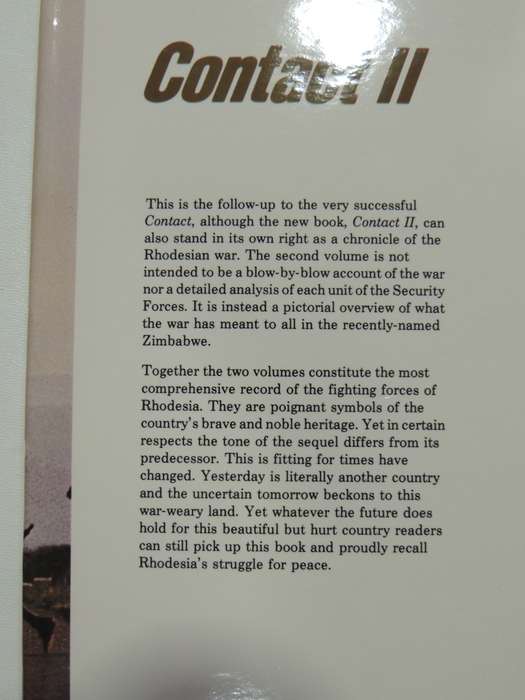 Contact II
This is the follow-up to the very successful
Contact, although the new book, Contact II, can
also stand in its own right as a chronicle of the
Rhodesian war. The second volume is not
intended to be a blow-by-blow account of the war
nor a detailed analysis of each unit of the Security
Forces. It is instead a pictorial overview of what
the war has meant to all in the recently-named
Zimbabwe.
Together the two volumes constitute the most
comprehensive record of the fighting forces of
Rhodesia. They are poignant symbols of the
country's brave and noble heritage. Yet in certain
respects the tone of the sequel differs from its
predecessor. This is fitting for times have
changed. Yesterday is literally another country
and the uncertain tomorrow beckons to this
war-weary land. Yet whatever the future does
hold for this beautiful but hurt country readers
can still pick up this book and proudly recall
Rhodesia's struggle for peace.